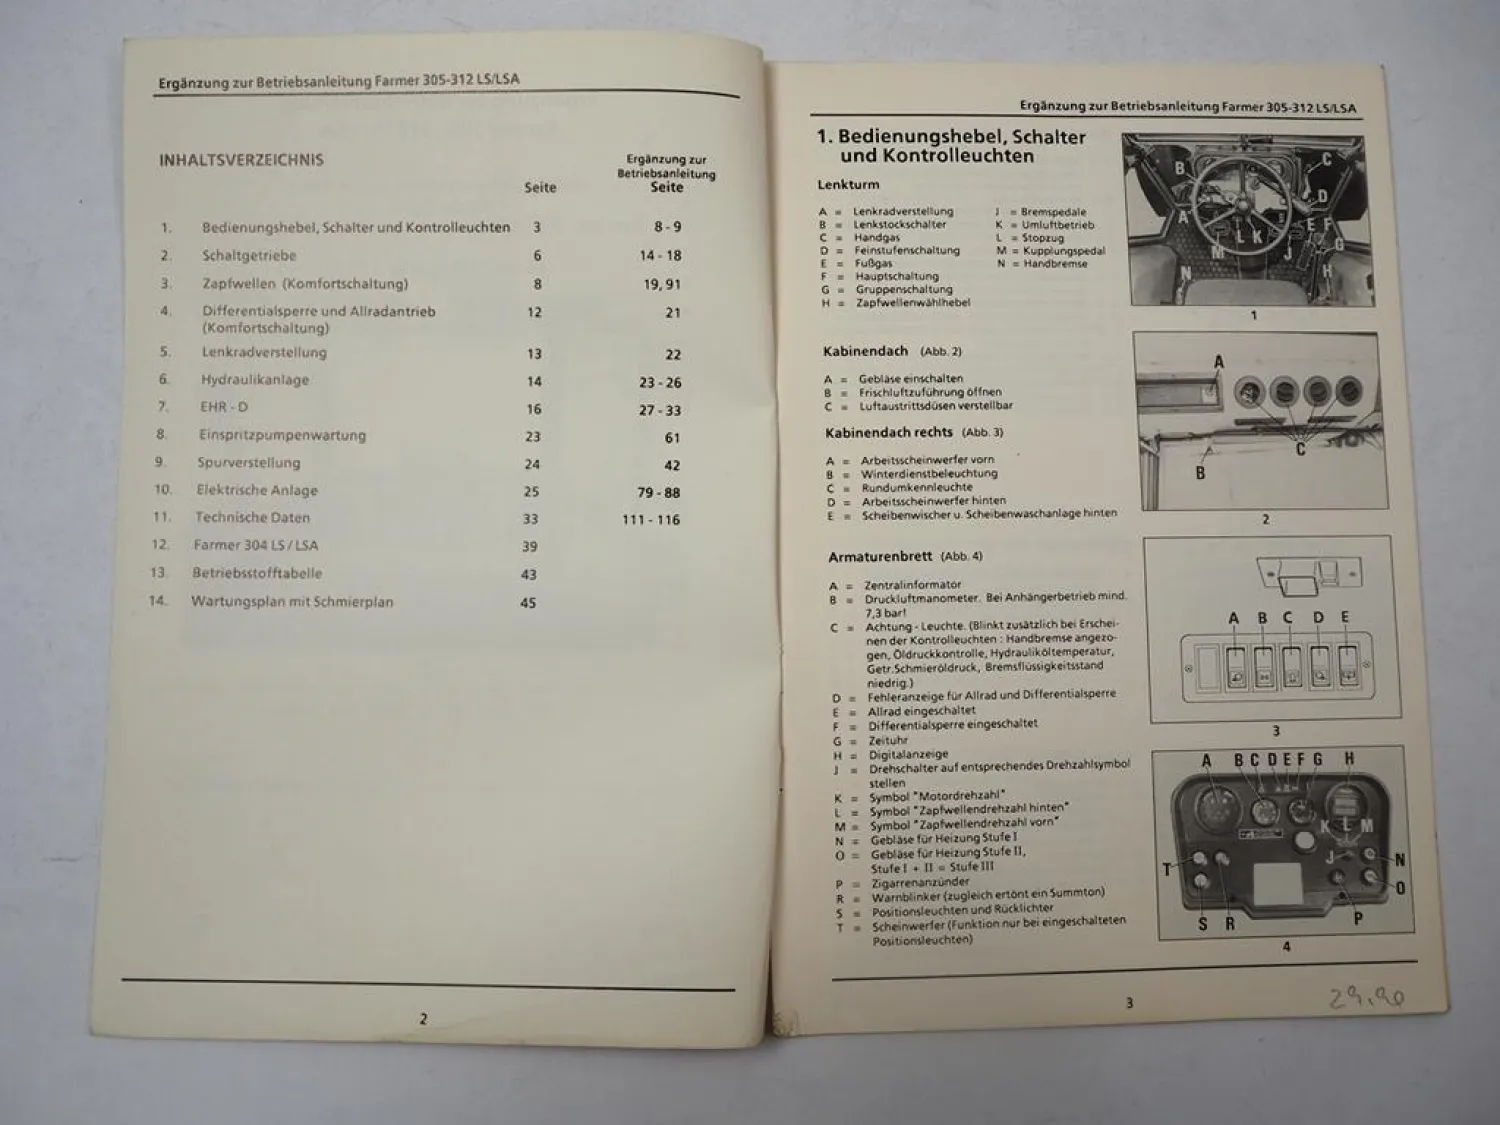 Ergänzung zur Betriebsanleitung Farmer 305-312 LS/LSA
INHALTSVERZEICHNIS
Seite
Ergänzung zur
Betriebsanleitung
Seite
1. Bedienungshebel, Schalter und Kontrolleuchten 3 8 - 9
2. Schaltgetriebe 6 14 - 18
3. Zapfwellen (Komfortschaltung) 8 19, 91
4. Differentialsperre und Allradantrieb 12 21
(Komfortschaltung)
5. Lenkradverstellung 13 22
6. Hydraulikanlage 14 23 - 26
7. EHR - D 16 27 - 33
8. Einspritzpumpenwartung 23 61
9. Spurverstellung 24 42
10. Elektrische Anlage 25 79 - 88
11. Technische Daten 33 111 - 116
12. Farmer 304 LS / LSA 39
13. Betriebsstofftabelle 43
14. Wartungsplan mit Schmierplan 45
2
Ergänzung zur Betriebsanleitung Farmer 305-312 LS/LSA
1. Bedienungshebel, Schalter
und Kontrolleuchten
Lenkturm
A = Lenkradverstellung
B = Lenkstockschalter
C = Handgas
D = Feinstufenschaltung
E = Fußgas
F = Hauptschaltung
G = Gruppenschaltung
H = Zapfwellenwählhebel
J = Bremspedale
K = Umluftbetrieb
L = Stopzug
M = Kupplungspedal
N = Handbremse
B C D A E F L K G M J H N
1
Kabinendach (Abb. 2)
A = Gebläse einschalten
B = Frischluftzuführung öffnen
C = Luftaustrittsdüsen verstellbar
A
C
B
2
Kabinendach rechts (Abb. 3)
A = Arbeitsscheinwerfer vorn
B = Winterdienstbeleuchtung
C = Rundumkennleuchte
D = Arbeitsscheinwerfer hinten
E = Scheibenwischer u. Scheibenwaschanlage hinten
A B C D E
3
Armaturenbrett (Abb. 4)
A = Zentralinformator
B = Druckluftmanometer. Bei Anhängerbetrieb mind.
7,3 bar!
C = Achtung - Leuchte. (Blinkt zusätzlich bei Erschei-
nen der Kontrolleuchten : Handbremse angezo-
gen, Öldruckkontrolle, Hydrauliköltemperatur,
Getr.Schmieröldruck, Bremsflüssigkeitsstand
niedrig.)
D = Fehleranzeige für Allrad und Differentialsperre
E = Allrad eingeschaltet
F = Differentialsperre eingeschaltet
G = Zeituhr
H = Digitalanzeige
J = Drehschalter auf entsprechendes Drehzahlsymbol
stellen
K = Symbol "Motordrehzahl"
L = Symbol "Zapfwellendrehzahl hinten"
M = Symbol "Zapfwellendrehzahl vorn"
N = Gebläse für Heizung Stufe I
O = Gebläse für Heizung Stufe II,
Stufe I + II = Stufe III
P = Zigarrenanzünder
R = Warnblinker (zugleich ertönt ein Summton)
S = Positionsleuchten und Rücklichter
T = Scheinwerfer (Funktion nur bei eingeschalteten
Positionsleuchten)
A B C D E F G H
K L M
J N
T O
S R P
4
3
29.90